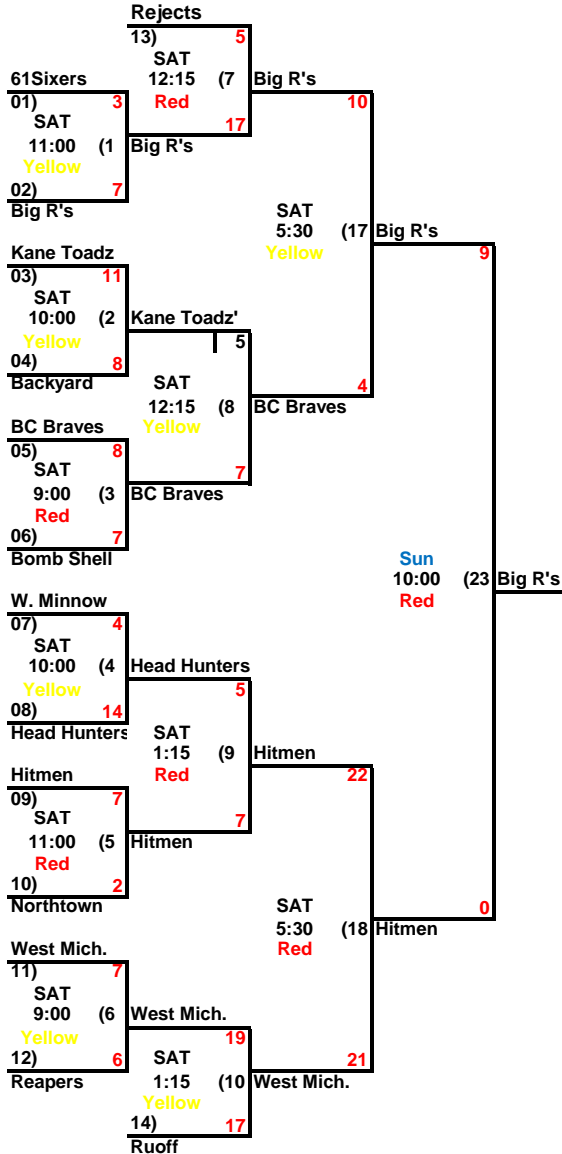 Rejects
13) 5
SAT
12:15 (7 Big R's
Red
17
61Sixers
01) 3
SAT
11:00 (1 Big R's
Yellow
02) 7
Big R's
10
SAT
5:30 (17 Big R's
Yellow
9
Kane Toadz
03) 11
SAT
10:00 (2 Kane Toadz'
Yellow
5
04) 8
Backyard
SAT
12:15 (8 BC Braves
Yellow
4
BC Braves
05) 8
SAT
9:00 (3 BC Braves
Red
7
06) 7
Bomb Shell
Sun
10:00 (23 Big R's
Red
W. Minnow
07) 4
SAT
10:00 (4 Head Hunters
Yellow
5
08) 14
Head Hunters
SAT
1:15 (9 Hitmen
Red
22
Hitmen
09) 7
SAT
11:00 (5 Hitmen
Red
7
10) 2
Northtown
0
SAT
5:30 (18 Hitmen
Red
West Mich.
11) 7
SAT
9:00 (6 West Mich.
Yellow
19
12) 6
Reapers
SAT
1:15 (10 West Mich.
Yellow
21
14) 17
Ruoff